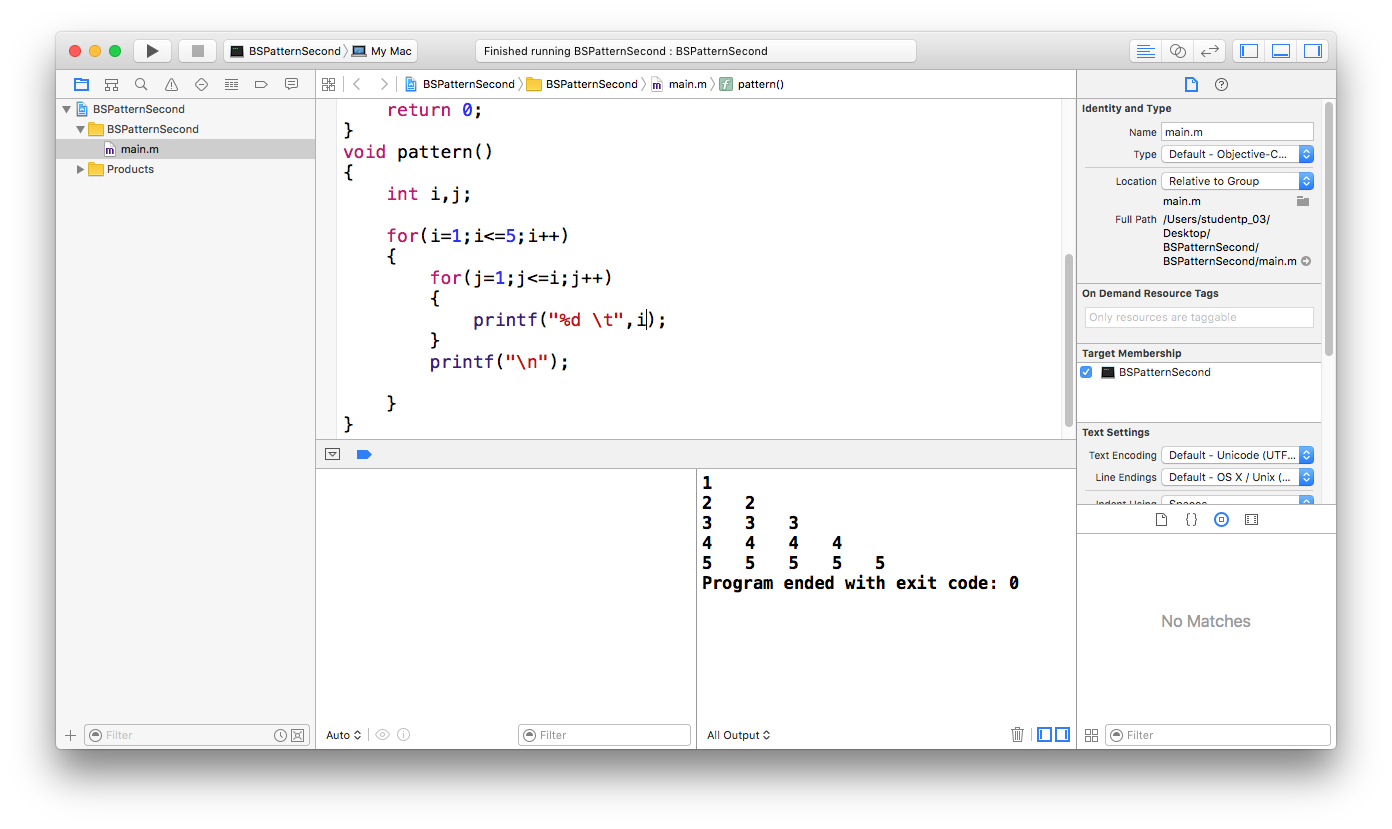 BSPatternSecond 〉 My Mac
Finished running BSPatternSecond : BSPatternSecond
BSPatternSecond 〉 BSPatternSecond 〉 m main.m 〉 f pattern()
BSPatternSecond
BSPatternSecond
m main.m
Products
return 0;
}
void pattern()
{
int i,j;
for(i=1;i<=5;i++)
{
for(j=1;j<=i;j++)
{
printf("%d \t",i);
}
printf("\n");
}
}
1
2 2
3 3 3
4 4 4 4
5 5 5 5 5
Program ended with exit code: 0
Filter
Auto
Filter
All Output
Identity and Type
Name main.m
Type Default - Objective-C...
Location Relative to Group
main.m
Full Path /Users/studentp_03/
Desktop/
BSPatternSecond/
BSPatternSecond/main.m
On Demand Resource Tags
Only resources are taggable
Target Membership
BSPatternSecond
Text Settings
Text Encoding Default - Unicode (UTF...
Line Endings Default - OS X / Unix (...
Indent Using Spaces
{}
No Matches
Filter